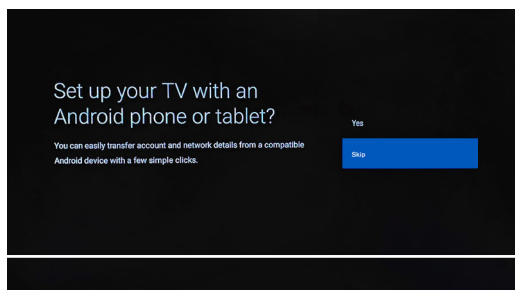 Set up your TV with an
Android phone or tablet?
You can easily transfer account and network details from a compatible
Android device with a few simple clicks.
Yes
Skip